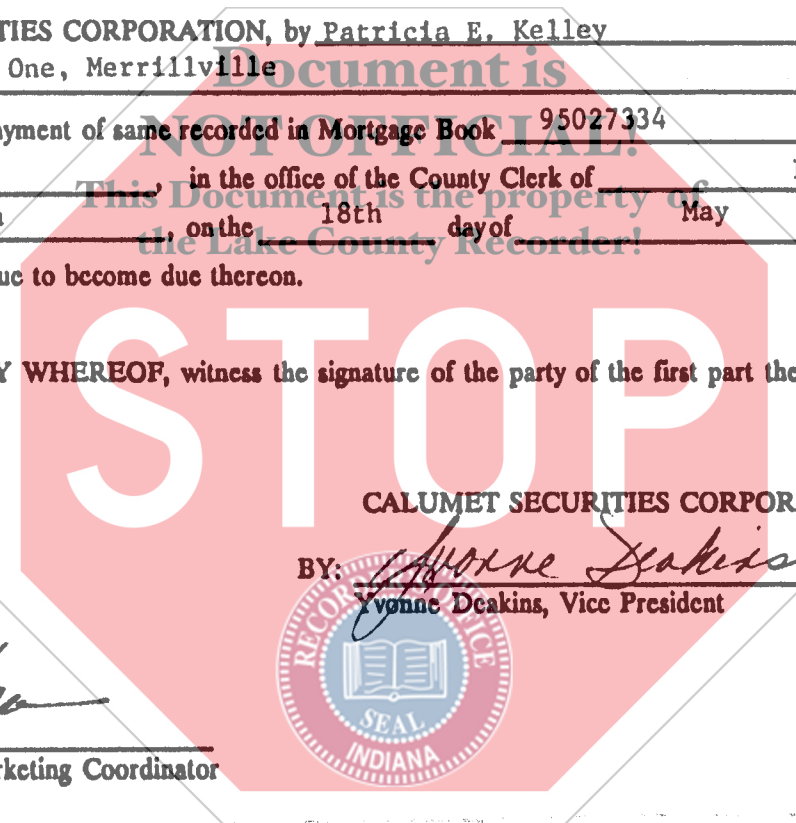 TIES CORPORATION, by Patricia E. Kelley
One, Merrillville
Document is
yment of same recorded in Mortgage Book 95027334
NOT OFFICIAL!
, in the office of the County Clerk of
This Document is the property of
, on the 18th day of May
the Lake County Recorder!
ue to become due thereon.
STOP
Y WHEREOF, witness the signature of the party of the first part the
CALUMET SECURITIES CORPOR
BY: Yvonne Deakins
Yvonne Deakins, Vice President
RECORDER'S OFFICE
SEAL
INDIANA
rketing Coordinator